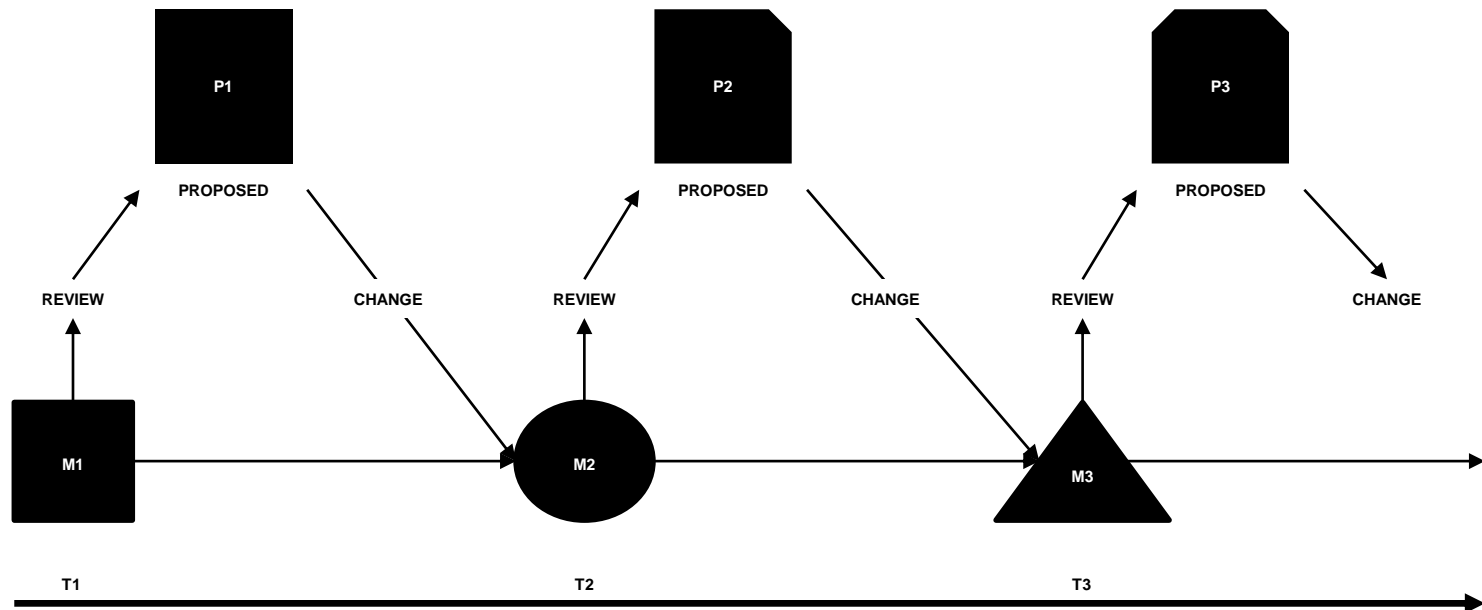 P1
P2
P3
PROPOSED
PROPOSED
PROPOSED
REVIEW
CHANGE
REVIEW
CHANGE
REVIEW
CHANGE
M1
M2
M3
T1
T2
T3